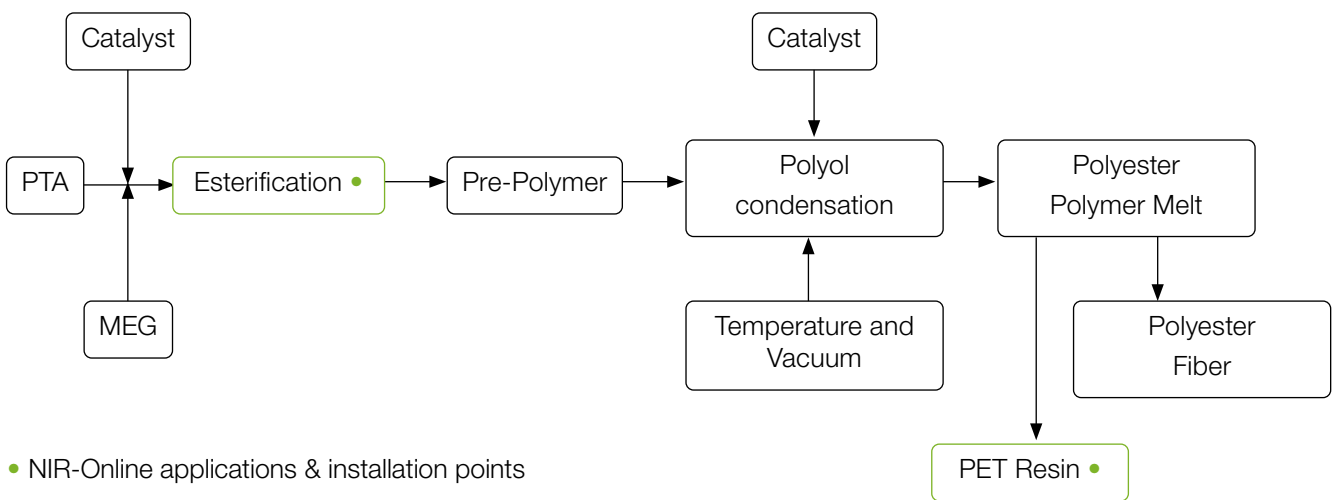 Catalyst
Catalyst
PTA
Esterification •
Pre-Polymer
Polyol
condensation
Polyester
Polymer Melt
MEG
Temperature and
Vacuum
Polyester
Fiber
• NIR-Online applications & installation points
PET Resin •